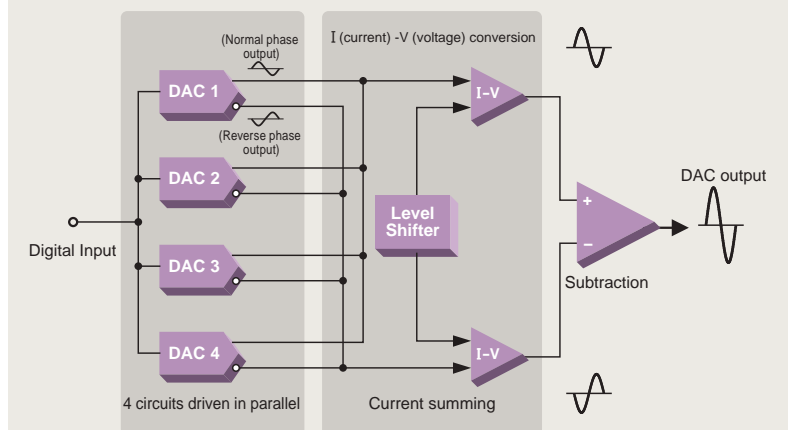 (Normal phase
output)
I (current) -V (voltage) conversion
DAC 1
I-V
(Reverse phase
output)
DAC 2
DAC output
+
Level
Shifter
Digital Input
−
DAC 3
Subtraction
DAC 4
I-V
4 circuits driven in parallel
Current summing